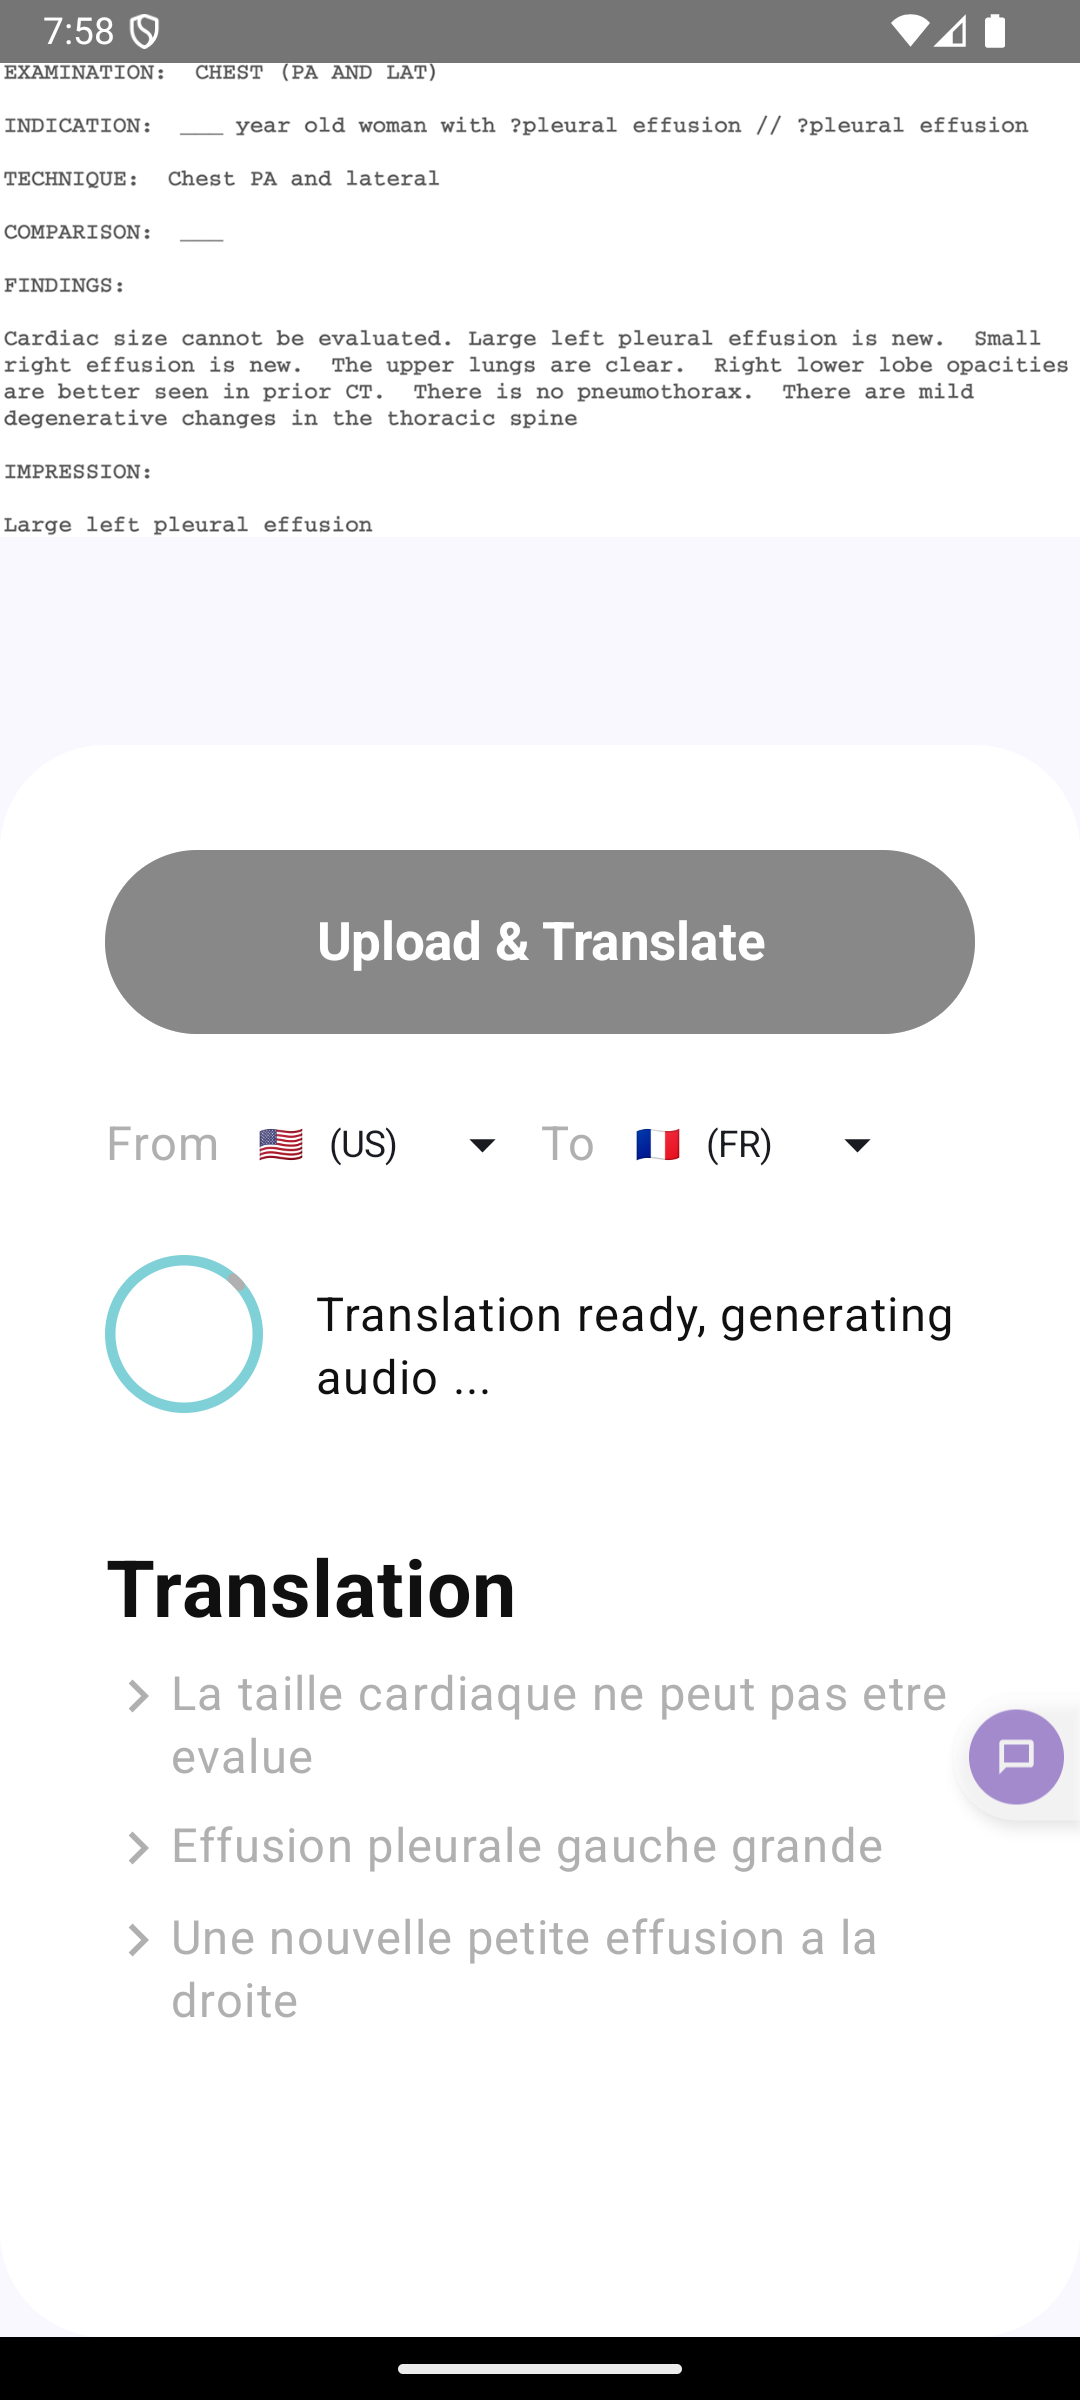 7:58
EXAMINATION: CHEST (PA AND LAT)
INDICATION: ___ year old woman with ?pleural effusion // ?pleural effusion
TECHNIQUE: Chest PA and lateral
COMPARISON: ___
FINDINGS:
Cardiac size cannot be evaluated. Large left pleural effusion is new. Small
right effusion is new. The upper lungs are clear. Right lower lobe opacities
are better seen in prior CT. There is no pneumothorax. There are mild
degenerative changes in the thoracic spine
IMPRESSION:
Large left pleural effusion
Upload & Translate
From (US) To (FR)
Translation ready, generating
audio ...
Translation
La taille cardiaque ne peut pas etre
evalue
Effusion pleurale gauche grande
Une nouvelle petite effusion a la
droite